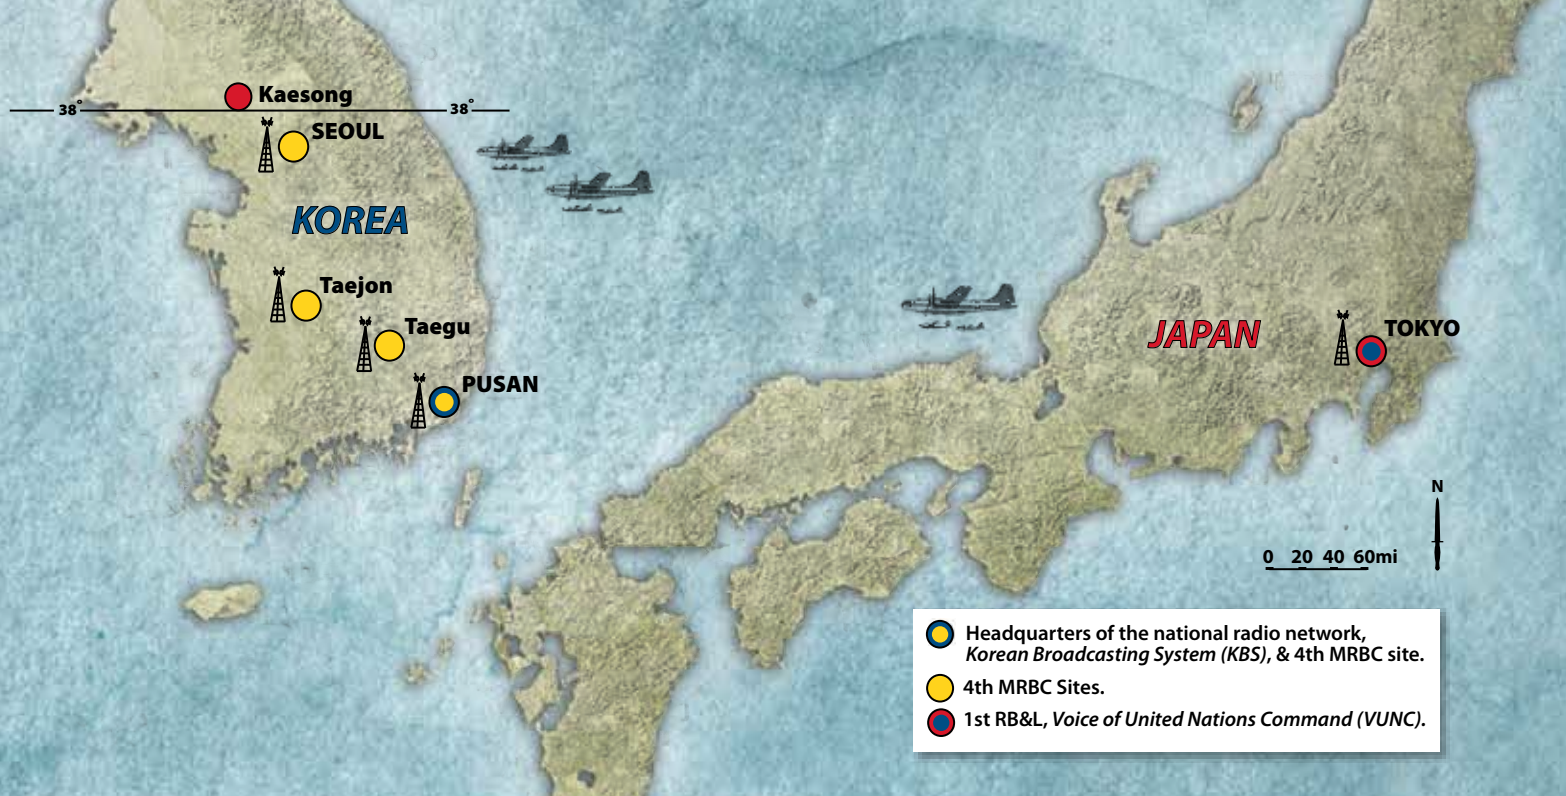 Kaesong
38°
38°
SEOUL
KOREA
Taejon
Taegu
PUSAN
JAPAN
TOKYO
N
0 20 40 60mi
Headquarters of the national radio network,
Korean Broadcasting System (KBS), & 4th MRBC site.
4th MRBC Sites.
1st RB&L, Voice of United Nations Command (VUNC).